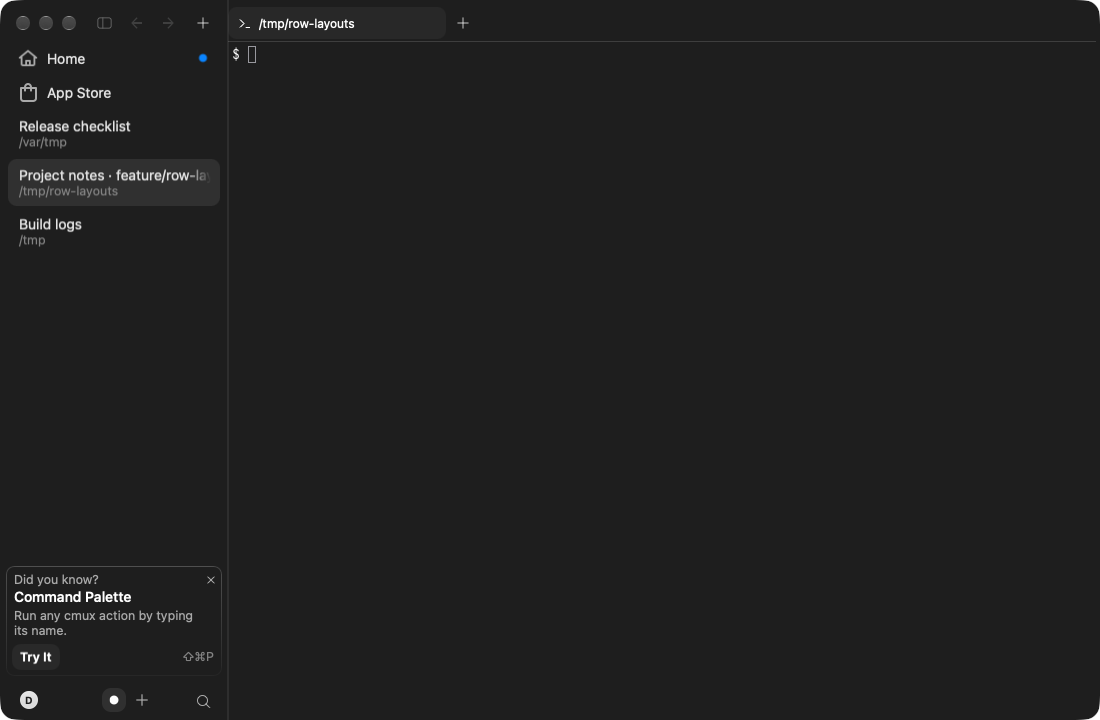 >_ /tmp/row-layouts
Home
App Store
Release checklist
/var/tmp
Project notes · feature/row-la
/tmp/row-layouts
Build logs
/tmp
$
Did you know?
Command Palette
Run any cmux action by typing
its name.
Try It ⇧⌘P
D